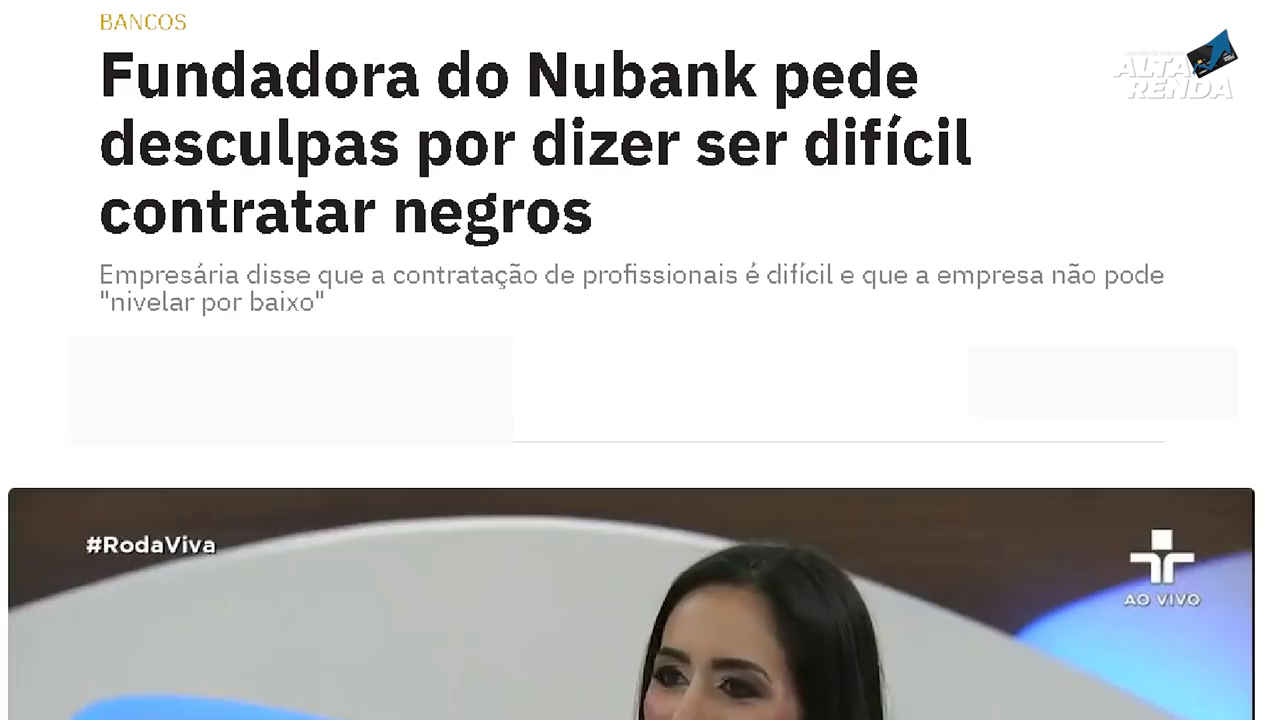 BANCOS
Fundadora do Nubank pede
desculpas por dizer ser difícil
contratar negros
Empresária disse que a contratação de profissionais é difícil e que a empresa não pode
"nivelar por baixo"
ALTA
RENDA
#RodaViva
AO VIVO